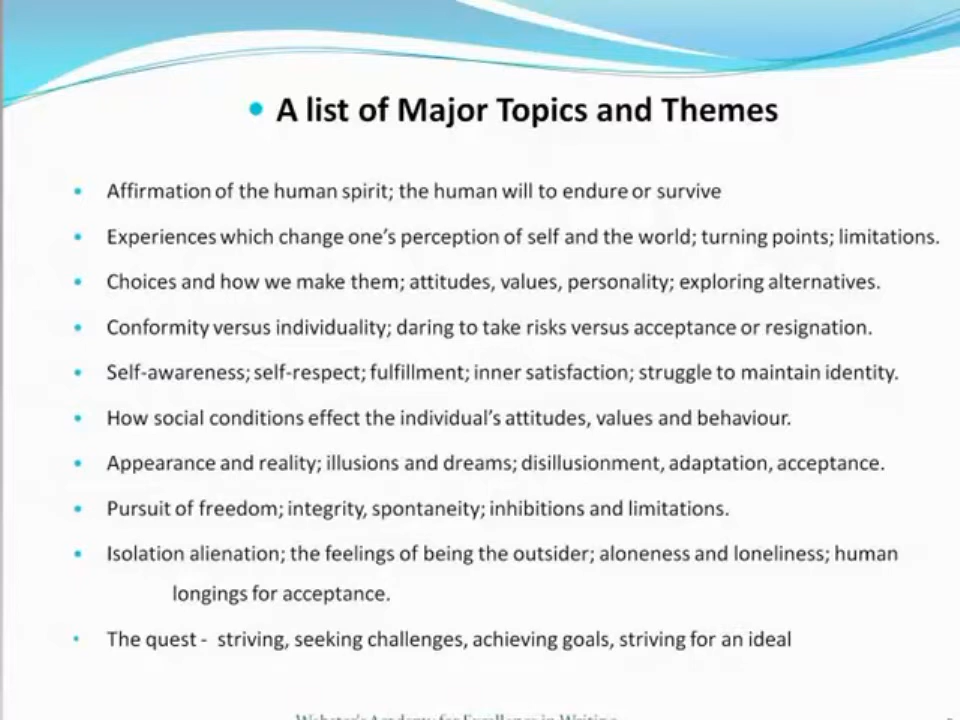 • A list of Major Topics and Themes
• Affirmation of the human spirit; the human will to endure or survive
• Experiences which change one's perception of self and the world; turning points; limitations.
• Choices and how we make them; attitudes, values, personality; exploring alternatives.
• Conformity versus individuality; daring to take risks versus acceptance or resignation.
• Self-awareness; self-respect; fulfillment; inner satisfaction; struggle to maintain identity.
• How social conditions effect the individual's attitudes, values and behaviour.
• Appearance and reality; illusions and dreams; disillusionment, adaptation, acceptance.
• Pursuit of freedom; integrity, spontaneity; inhibitions and limitations.
• Isolation alienation; the feelings of being the outsider; aloneness and loneliness; human
longings for acceptance.
• The quest - striving, seeking challenges, achieving goals, striving for an ideal
Webster's Academy for Excellence in Writing